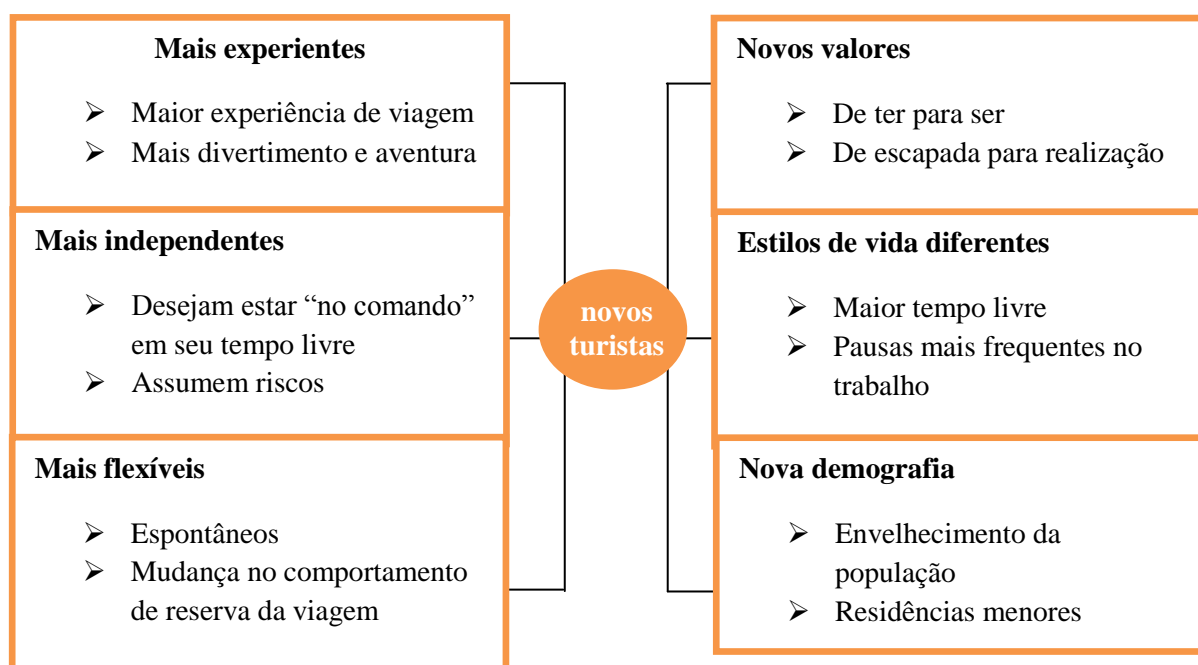 Mais experientes
➢ Maior experiência de viagem
➢ Mais divertimento e aventura
Mais independentes
➢ Desejam estar “no comando”
em seu tempo livre
➢ Assumem riscos
Mais flexíveis
➢ Espontâneos
➢ Mudança no comportamento
de reserva da viagem
novos
turistas
Novos valores
➢ De ter para ser
➢ De escapada para realização
Estilos de vida diferentes
➢ Maior tempo livre
➢ Pausas mais frequentes no
trabalho
Nova demografia
➢ Envelhecimento da
população
➢ Residências menores